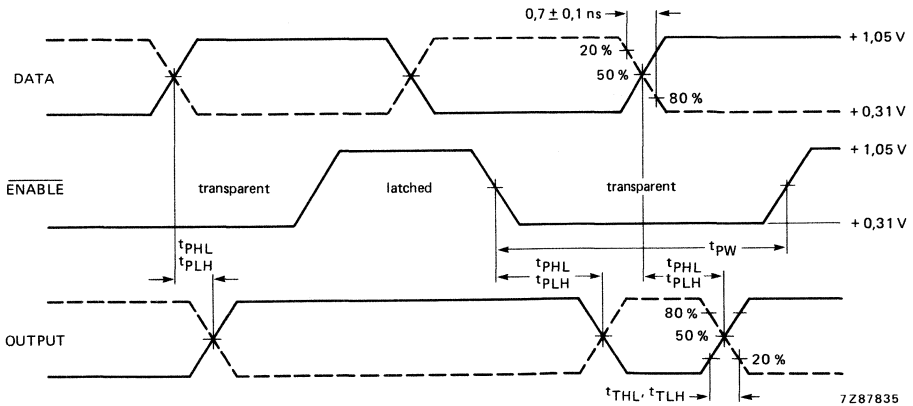 0,7 ± 0,1 ns
+ 1,05 V
20 %
DATA
50 %
80 %
+ 0,31 V
+ 1,05 V
ENABLE
transparent
latched
transparent
+ 0,31 V
tPHL
tPLH
tPW
tPHL
tPLH
tPHL
tPLH
80 %
OUTPUT
50 %
20 %
tTHL, tTLH
7Z87835